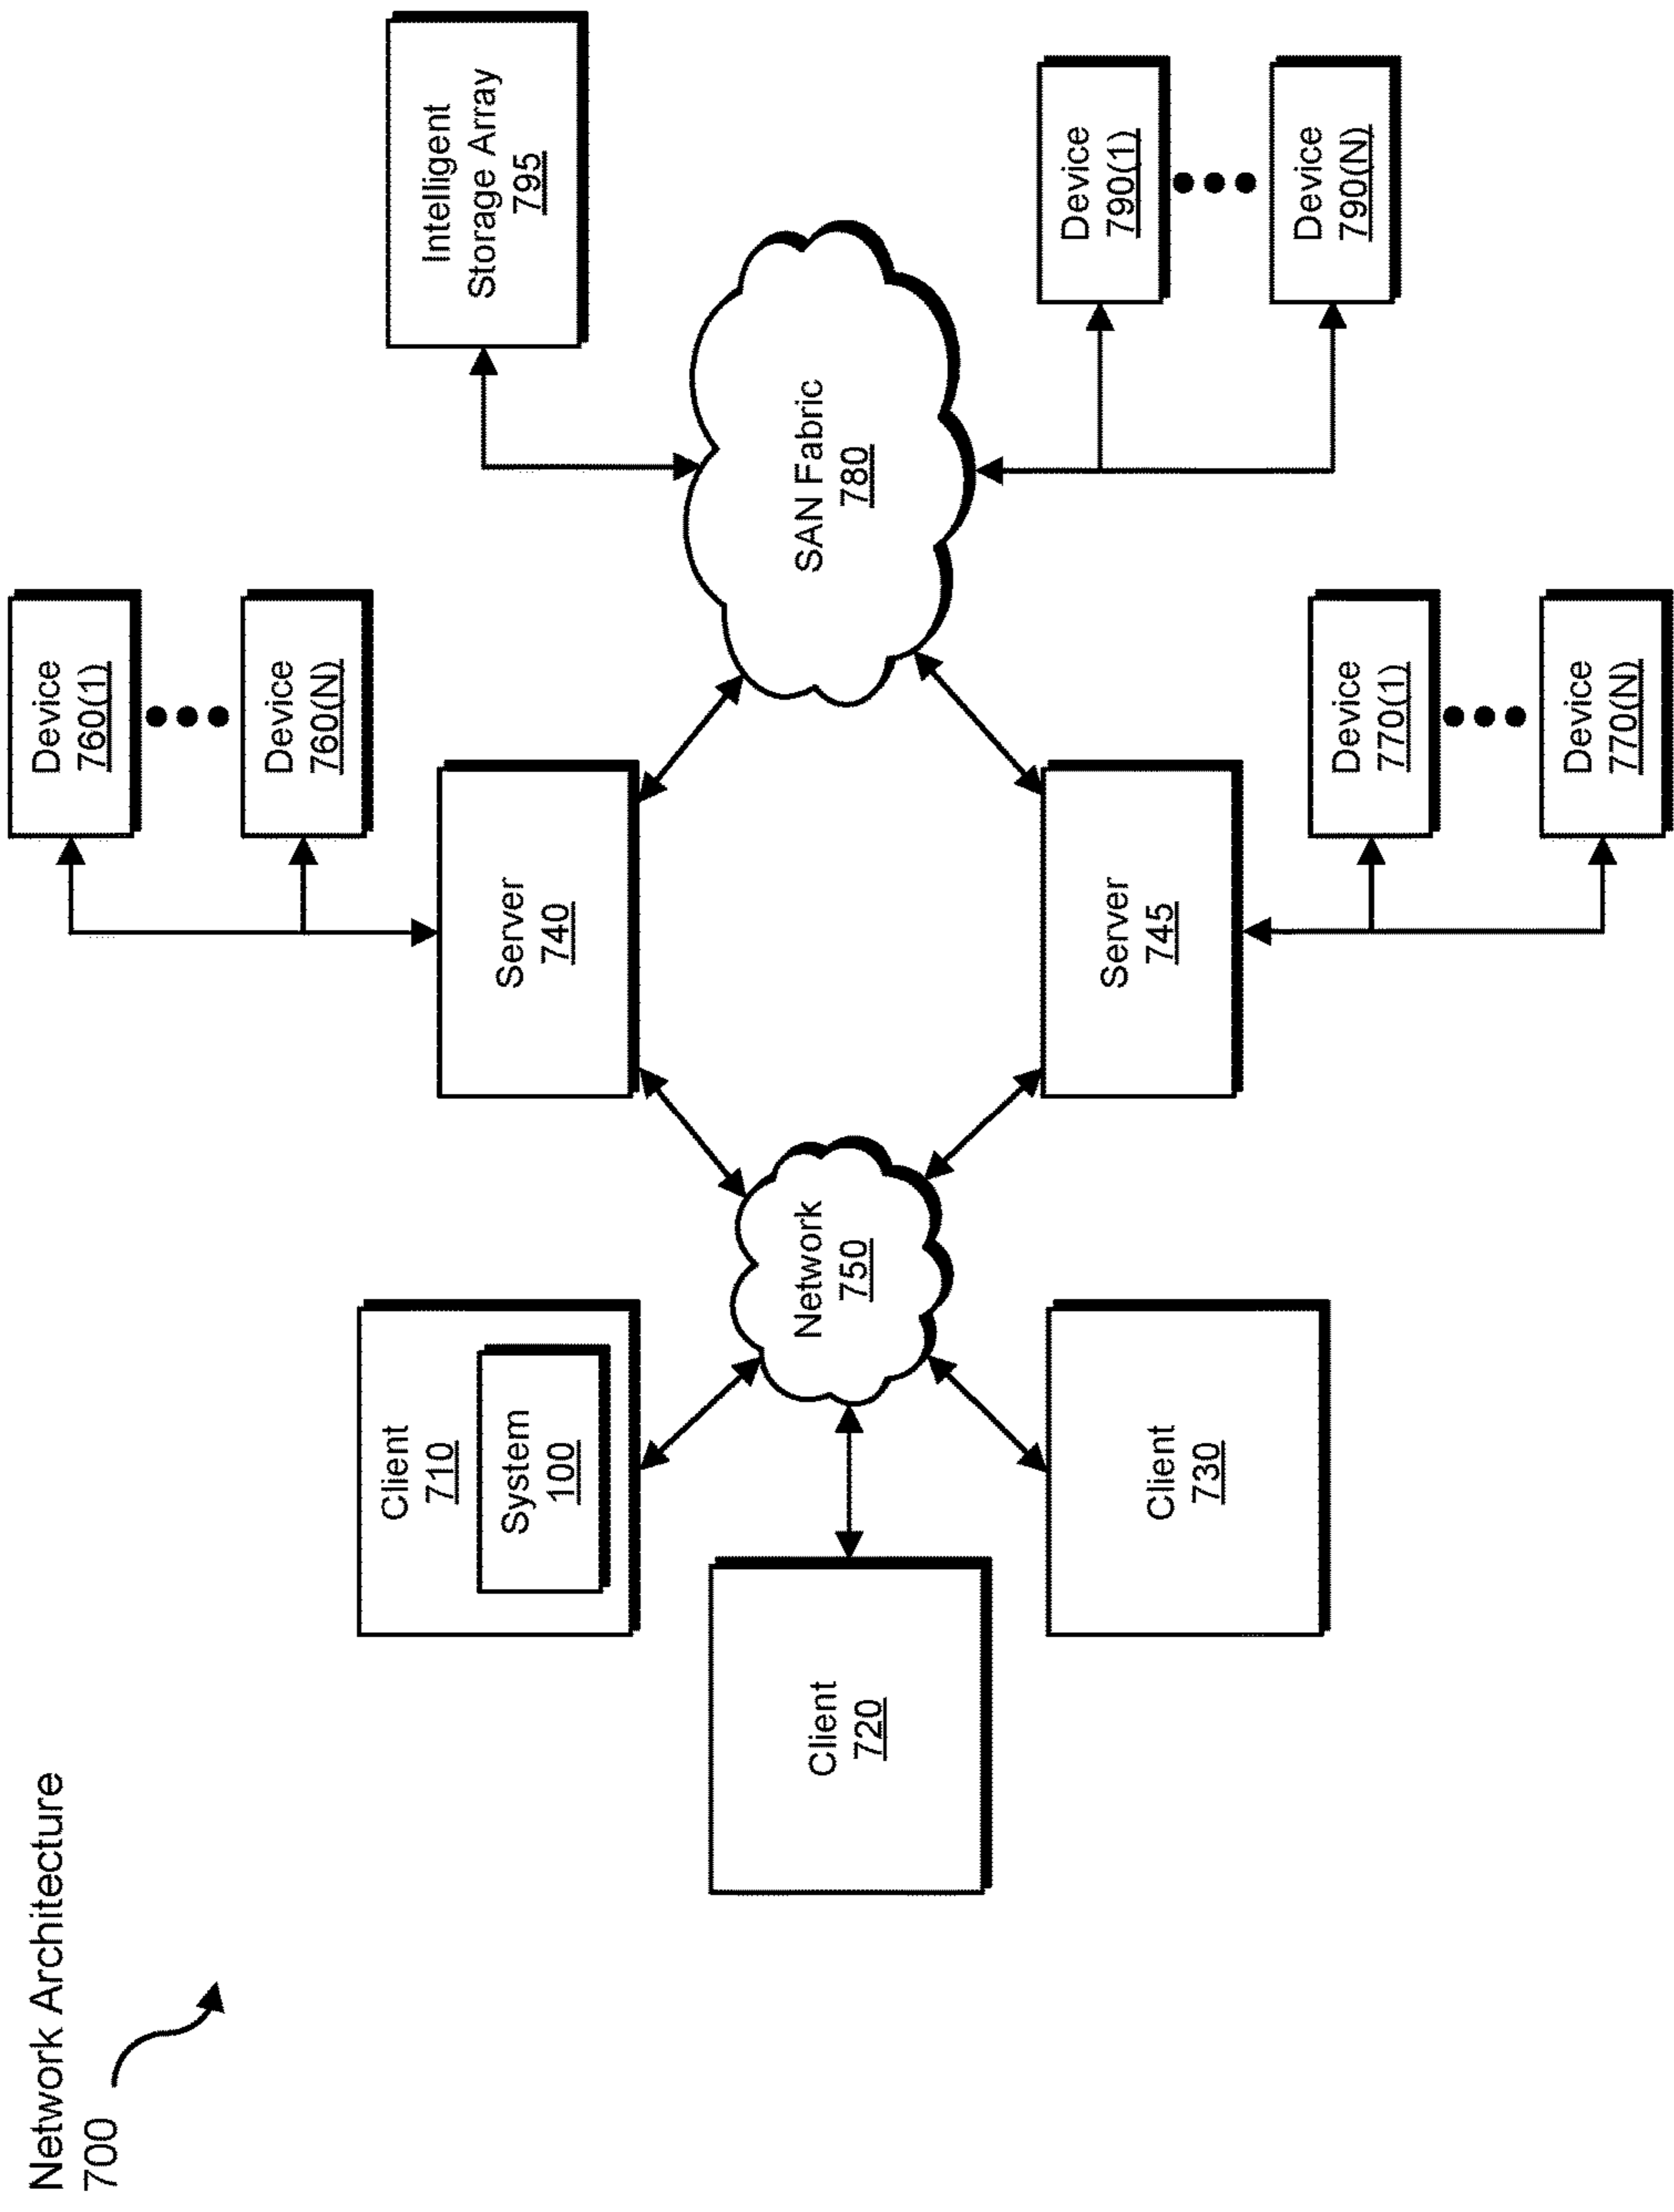 Network Architecture
700
Client
710
System
100
Client
720
Client
730
Network
750
Server
740
Server
745
Device
760(1)
Device
760(N)
Device
770(1)
Device
770(N)
SAN Fabric
780
Intelligent
Storage Array
795
Device
790(1)
Device
790(N)